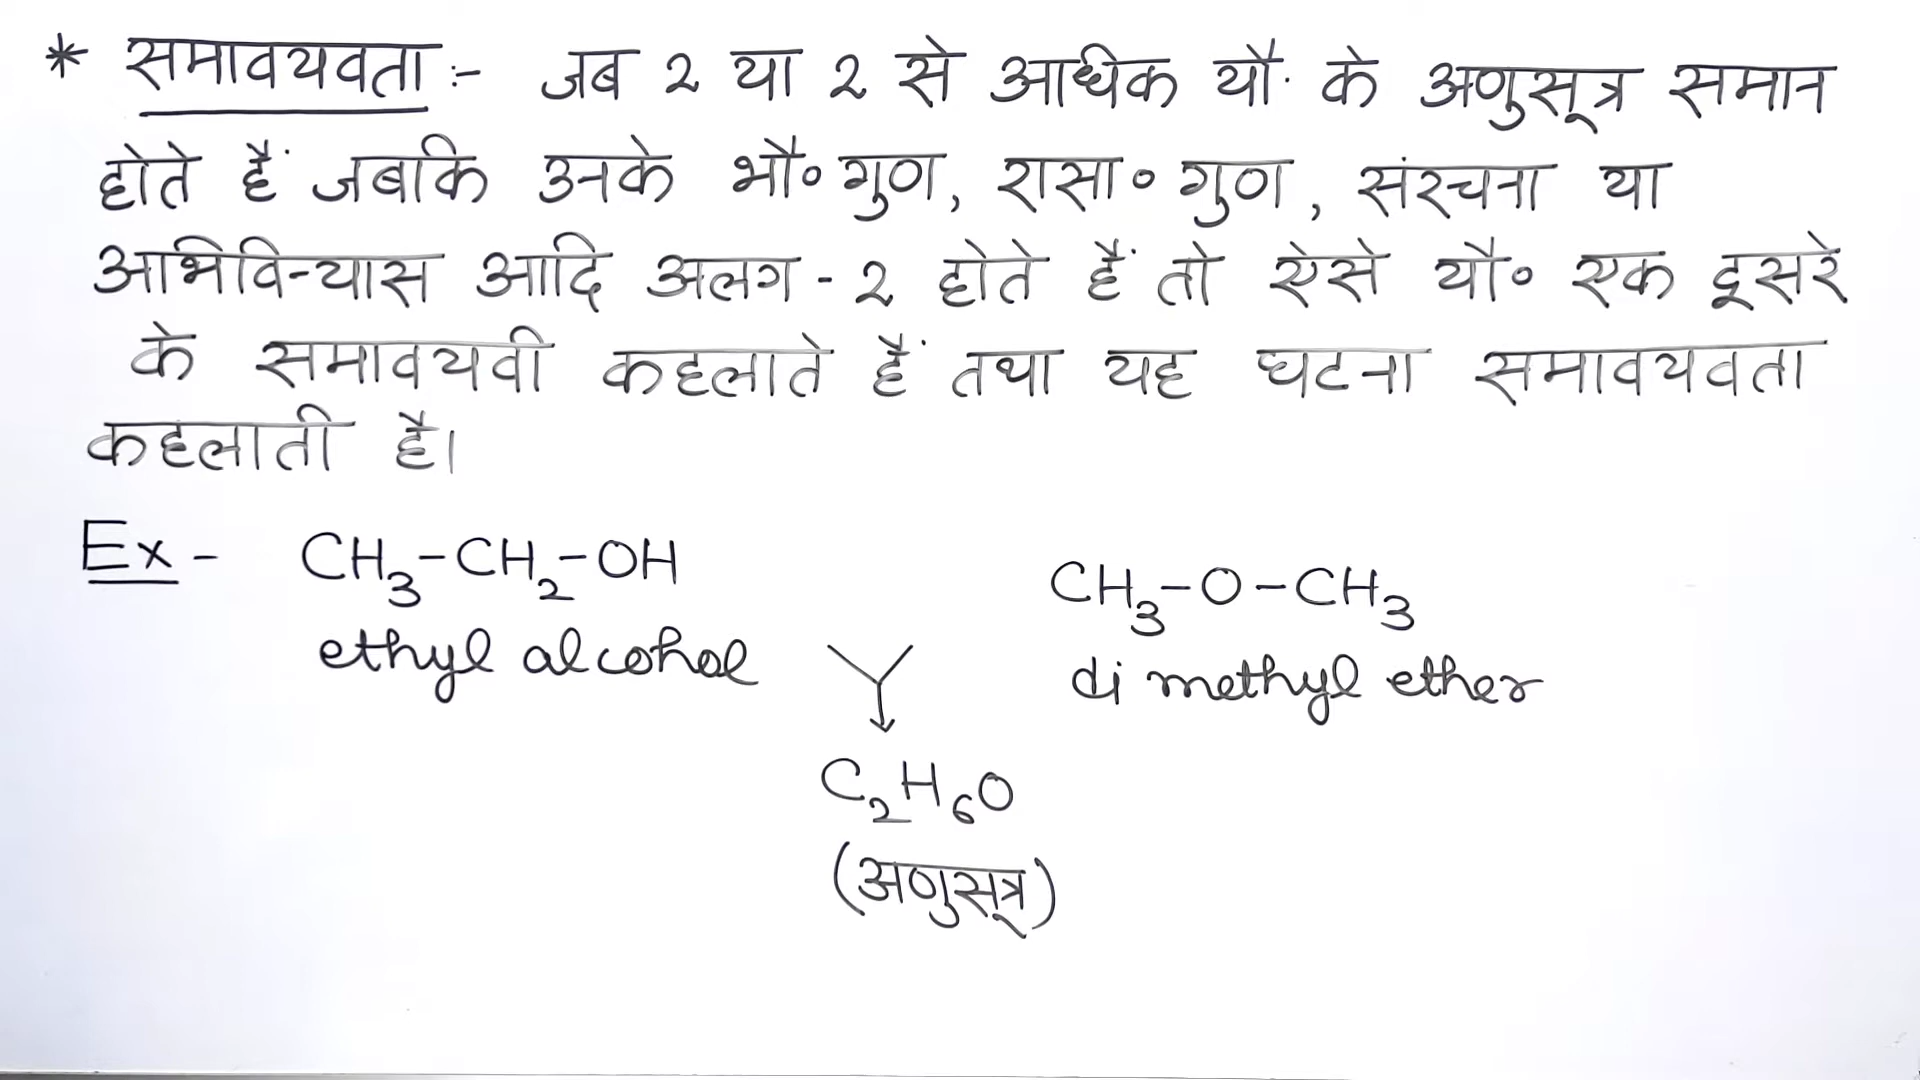 * समावयवता :- जब 2 या 2 से अधिक यौ. के अणुसूत्र समान
होते हैं जबकि उनके भौ० गुण, रासा० गुण, संरचना या
अभिविन्यास आदि अलग - 2 होते हैं तो ऐसे यौ० एक दूसरे
के समावयवी कहलाते हैं तथा यह घटना समावयवता
कहलाती है।
Ex - CH₃-CH₂-OH CH₃-O-CH₃
ethyl alcohol di methyl ether
C₂H₆O
(अणुसूत्र)